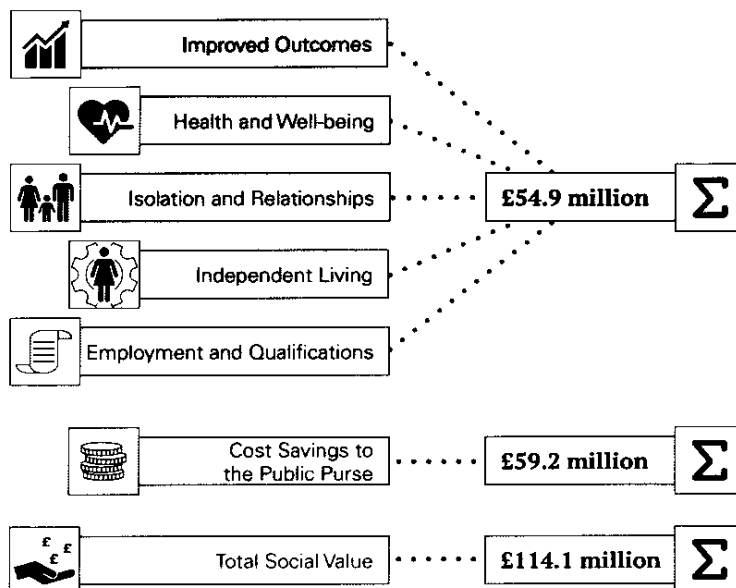 Improved Outcomes
Health and Well-being
Isolation and Relationships
£54.9 million
Σ
Independent Living
Employment and Qualifications
Cost Savings to
the Public Purse
£59.2 million
Σ
£ £
£
Total Social Value
£114.1 million
Σ